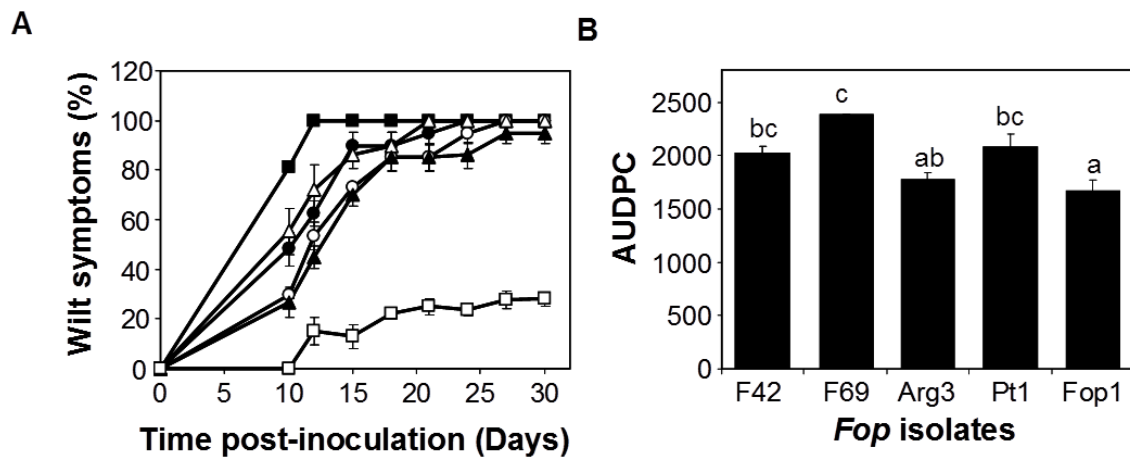 A
Wilt symptoms (%)
120
100
80
60
40
20
0
0 5 10 15 20 25 30
Time post-inoculation (Days)
B
AUDPC
2500
2000
1500
1000
500
0
bc c ab bc a
F42 F69 Arg3 Pt1 Fop1
Fop isolates